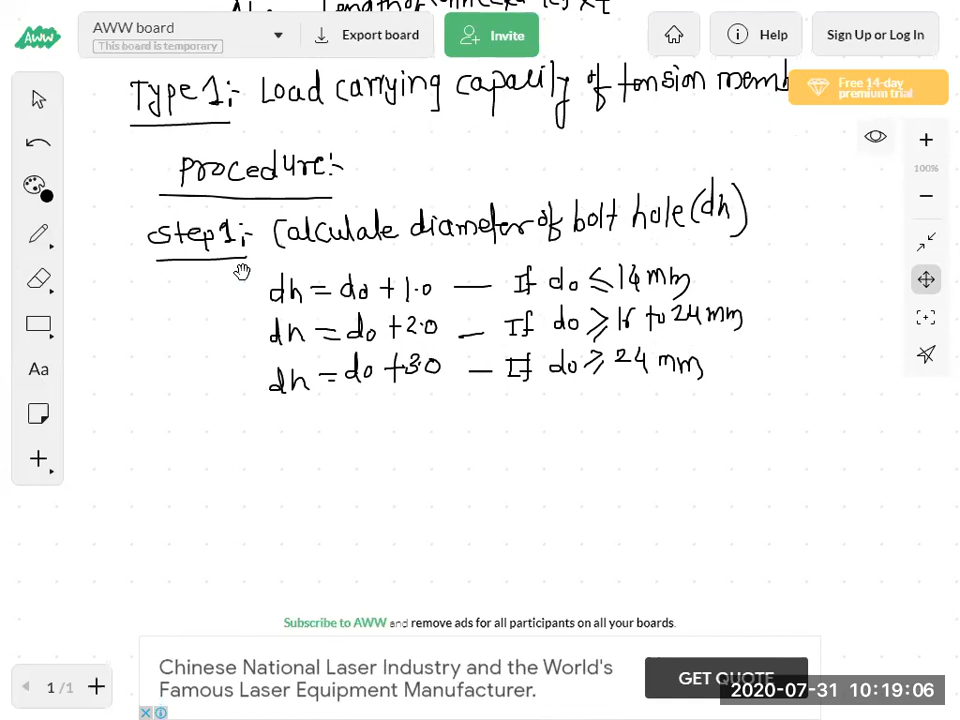 AWW
AWW board
This board is temporary
Export board
Invite
Help
Sign Up or Log In
Free 14-day premium trial
Type 1:- Load carrying capacity of tension memb
Procedure:-
Step 1:- Calculate diameter of bolt hole (dh)
dh = do + 1.0 — If do ≤ 14 mm
dh = do + 2.0 — If do ≥ 16 to 24 mm
dh = do + 3.0 — If do ≥ 24 mm
100%
Aa
Subscribe to AWW and remove ads for all participants on all your boards.
Chinese National Laser Industry and the World's
Famous Laser Equipment Manufacturer.
GET QUOTE
1 / 1
2020-07-31 10:19:06